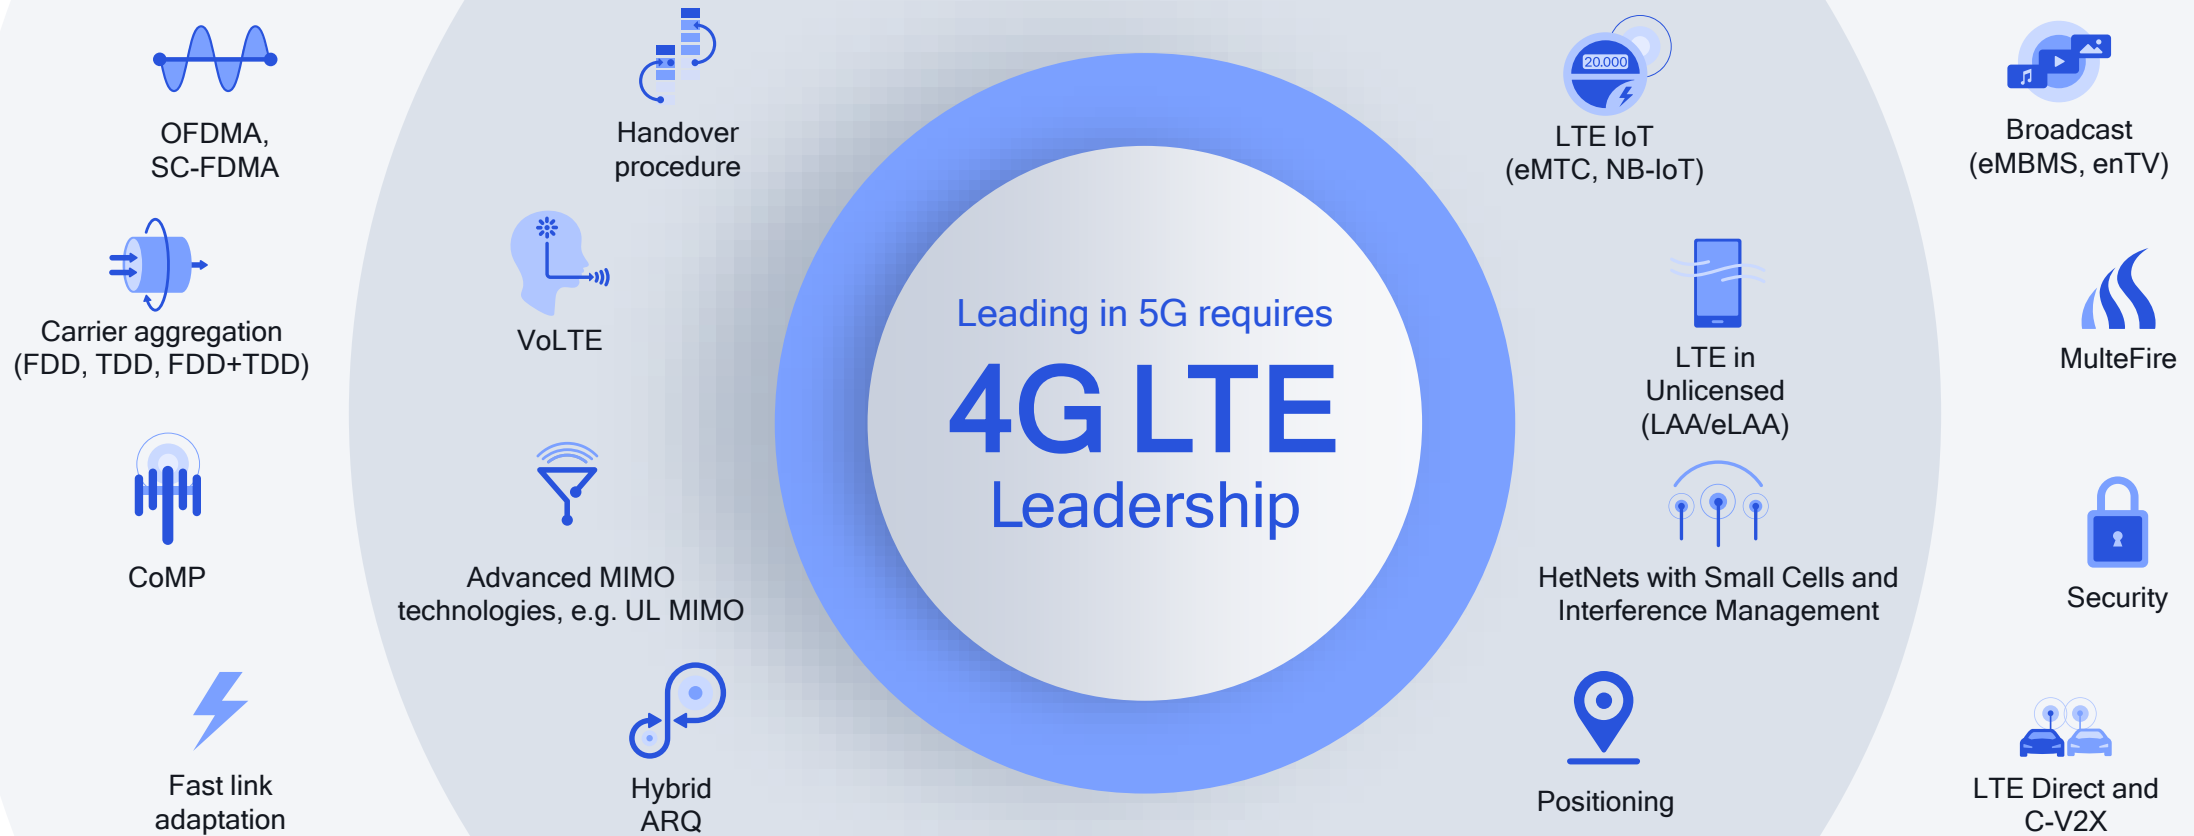 OFDMA,
SC-FDMA
Carrier aggregation
(FDD, TDD, FDD+TDD)
CoMP
Fast link
adaptation
Handover
procedure
VoLTE
Advanced MIMO
technologies, e.g. UL MIMO
Hybrid
ARQ
Leading in 5G requires
4G LTE
Leadership
20.000
LTE IoT
(eMTC, NB-IoT)
LTE in
Unlicensed
(LAA/eLAA)
HetNets with Small Cells and
Interference Management
Positioning
Broadcast
(eMBMS, enTV)
MulteFire
Security
LTE Direct and
C-V2X